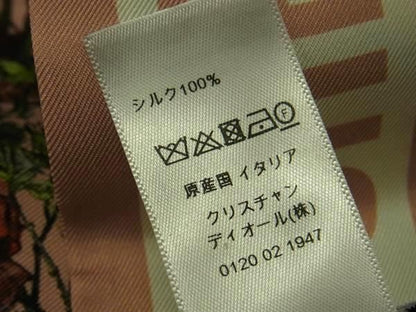 シルク100%
原産国 イタリア
クリスチャン
ディオール(株)
0120 02 1947